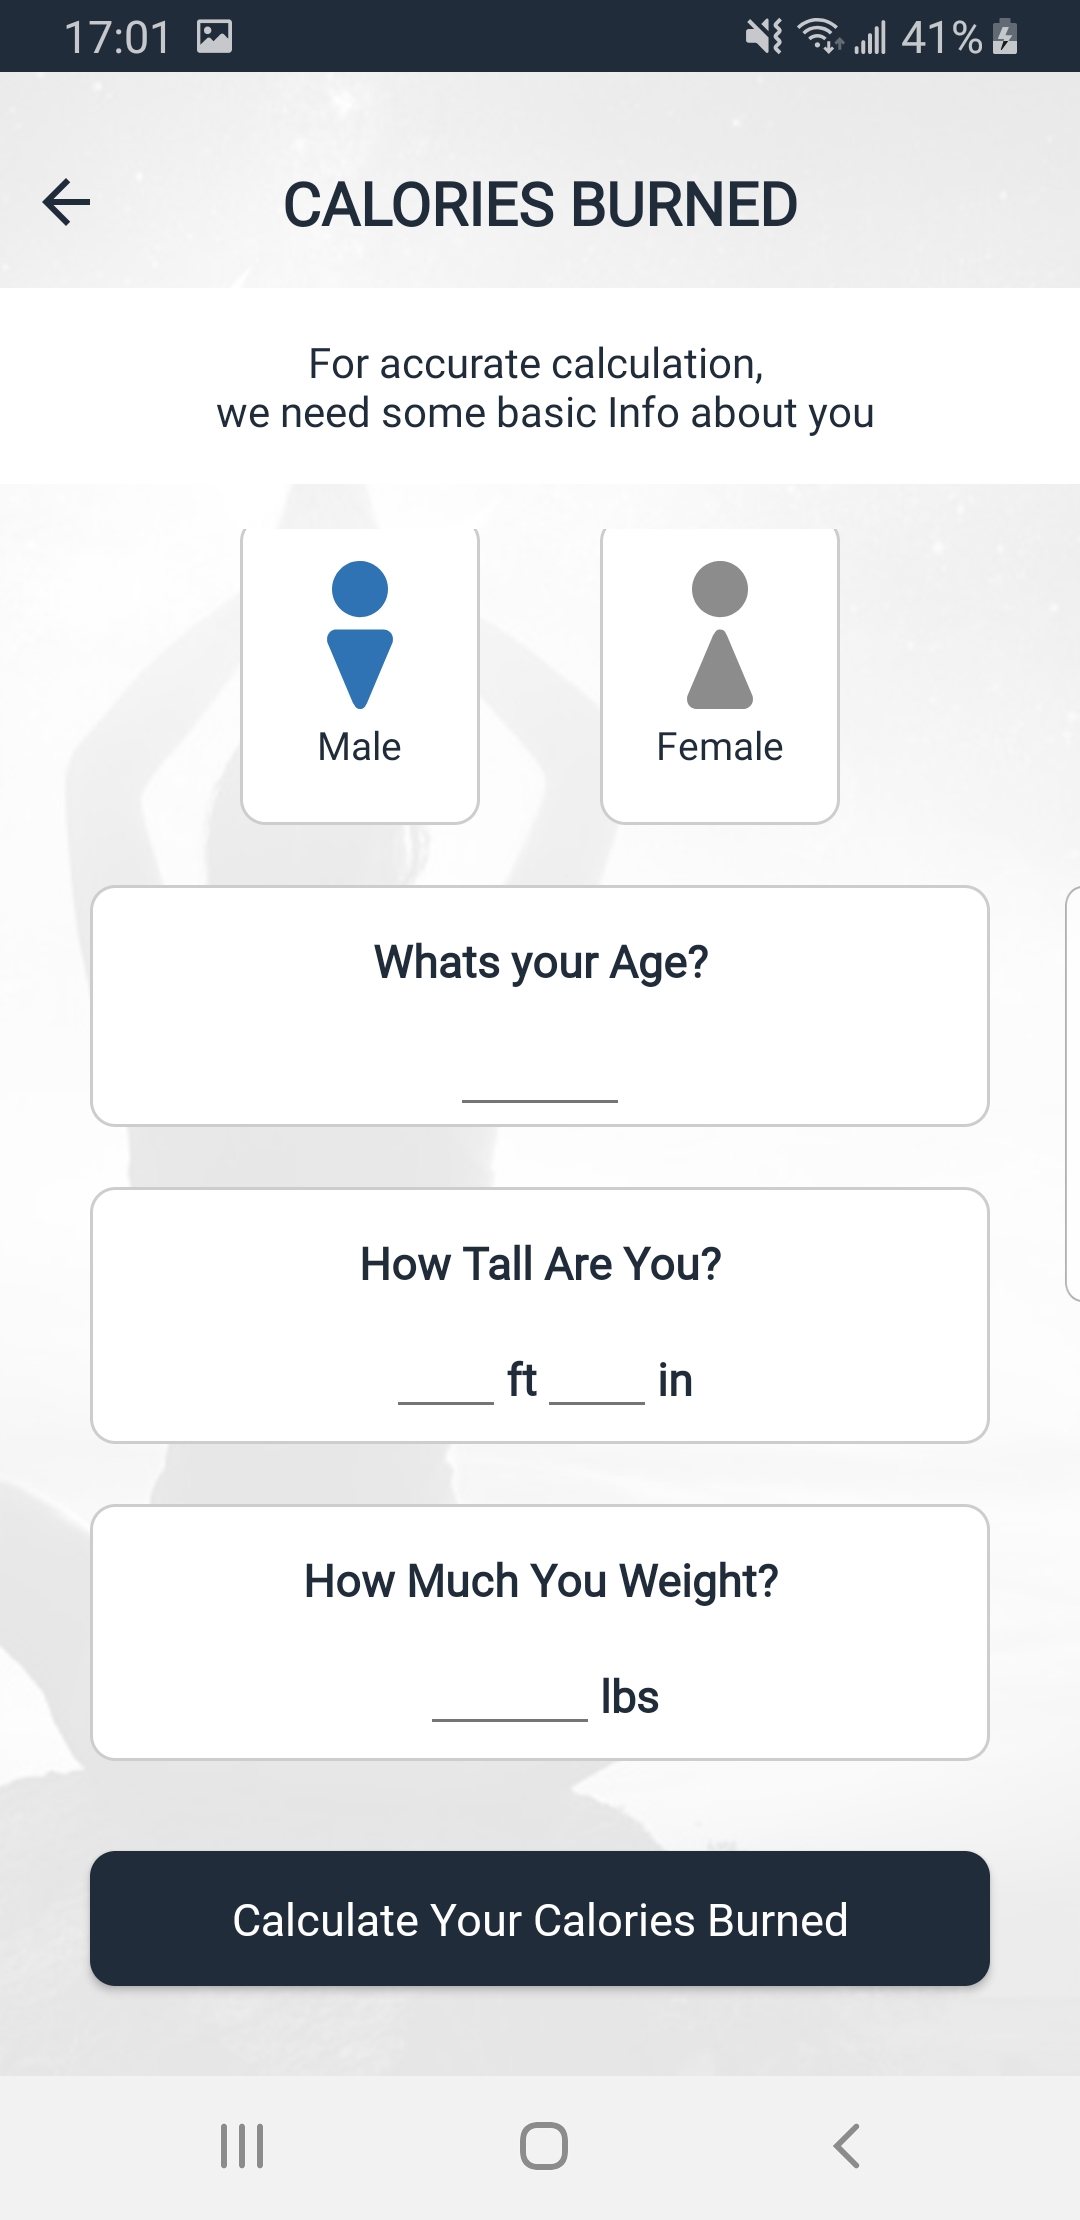 17:01 41%
CALORIES BURNED
For accurate calculation,
we need some basic Info about you
Male Female
Whats your Age?
How Tall Are You?
ft in
How Much You Weight?
lbs
Calculate Your Calories Burned